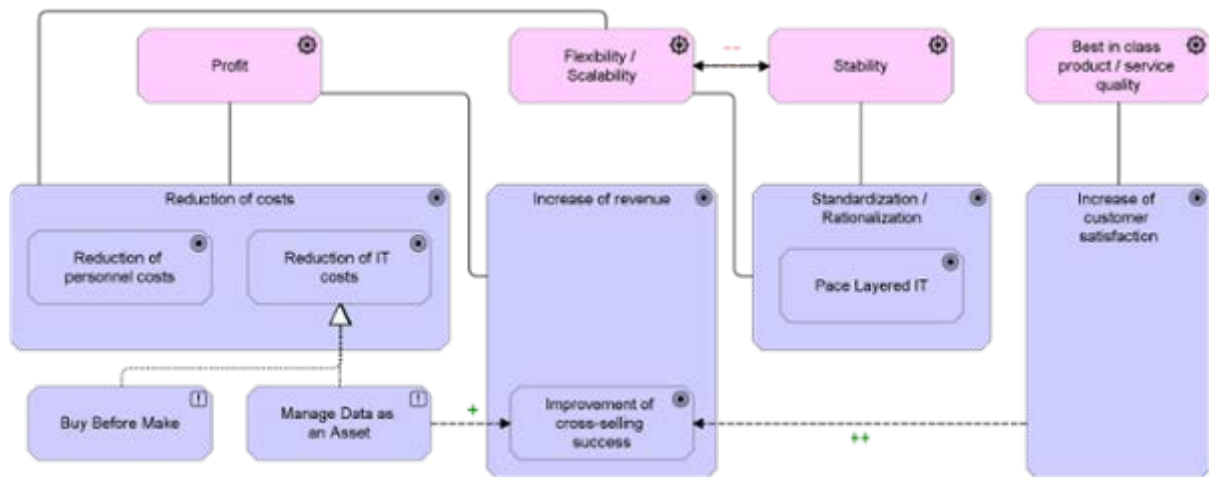 Profit
Flexibility /
Scalability
--
Stability
Best in class
product / service
quality
Reduction of costs
Increase of revenue
Standardization /
Rationalization
Increase of
customer
satisfaction
Reduction of
personnel costs
Reduction of IT
costs
Pace Layered IT
Buy Before Make
!
Manage Data as
an Asset
!
+
Improvement of
cross-selling
success
++